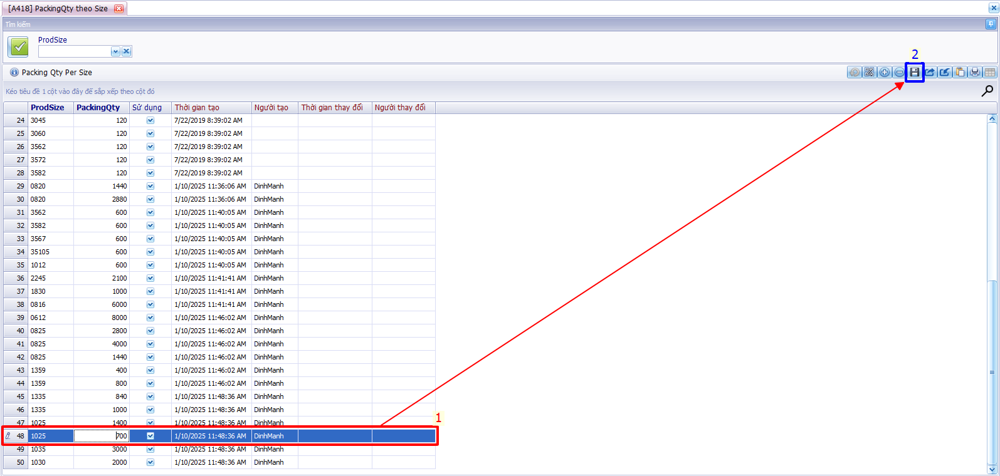 [A418] PackingQty theo Size
Tìm kiếm
ProdSize
2
Packing Qty Per Size
Kéo tiêu đề 1 cột vào đây để sắp xếp theo cột đó
ProdSize PackingQty Sử dụng Thời gian tạo Người tạo Thời gian thay đổi Người thay đổi
24 3045 120 7/22/2019 8:39:02 AM
25 3060 120 7/22/2019 8:39:02 AM
26 3562 120 7/22/2019 8:39:02 AM
27 3572 120 7/22/2019 8:39:02 AM
28 3582 120 7/22/2019 8:39:02 AM
29 0820 1440 1/10/2025 11:36:06 AM DinhManh
30 0820 2880 1/10/2025 11:36:06 AM DinhManh
31 3562 600 1/10/2025 11:40:05 AM DinhManh
32 3582 600 1/10/2025 11:40:05 AM DinhManh
33 3567 600 1/10/2025 11:40:05 AM DinhManh
34 35105 600 1/10/2025 11:40:05 AM DinhManh
35 1012 600 1/10/2025 11:40:05 AM DinhManh
36 2245 2100 1/10/2025 11:41:41 AM DinhManh
37 1830 1000 1/10/2025 11:41:41 AM DinhManh
38 0816 6000 1/10/2025 11:41:41 AM DinhManh
39 0612 8000 1/10/2025 11:46:02 AM DinhManh
40 0825 2800 1/10/2025 11:46:02 AM DinhManh
41 0825 4000 1/10/2025 11:46:02 AM DinhManh
42 0825 1440 1/10/2025 11:46:02 AM DinhManh
43 1359 400 1/10/2025 11:46:02 AM DinhManh
44 1359 800 1/10/2025 11:46:02 AM DinhManh
45 1335 840 1/10/2025 11:48:36 AM DinhManh
46 1335 1000 1/10/2025 11:48:36 AM DinhManh
47 1025 1400 1/10/2025 11:48:36 AM DinhManh
1
48 1025 700 1/10/2025 11:48:36 AM DinhManh
49 1035 3000 1/10/2025 11:48:36 AM DinhManh
50 1030 2000 1/10/2025 11:48:36 AM DinhManh